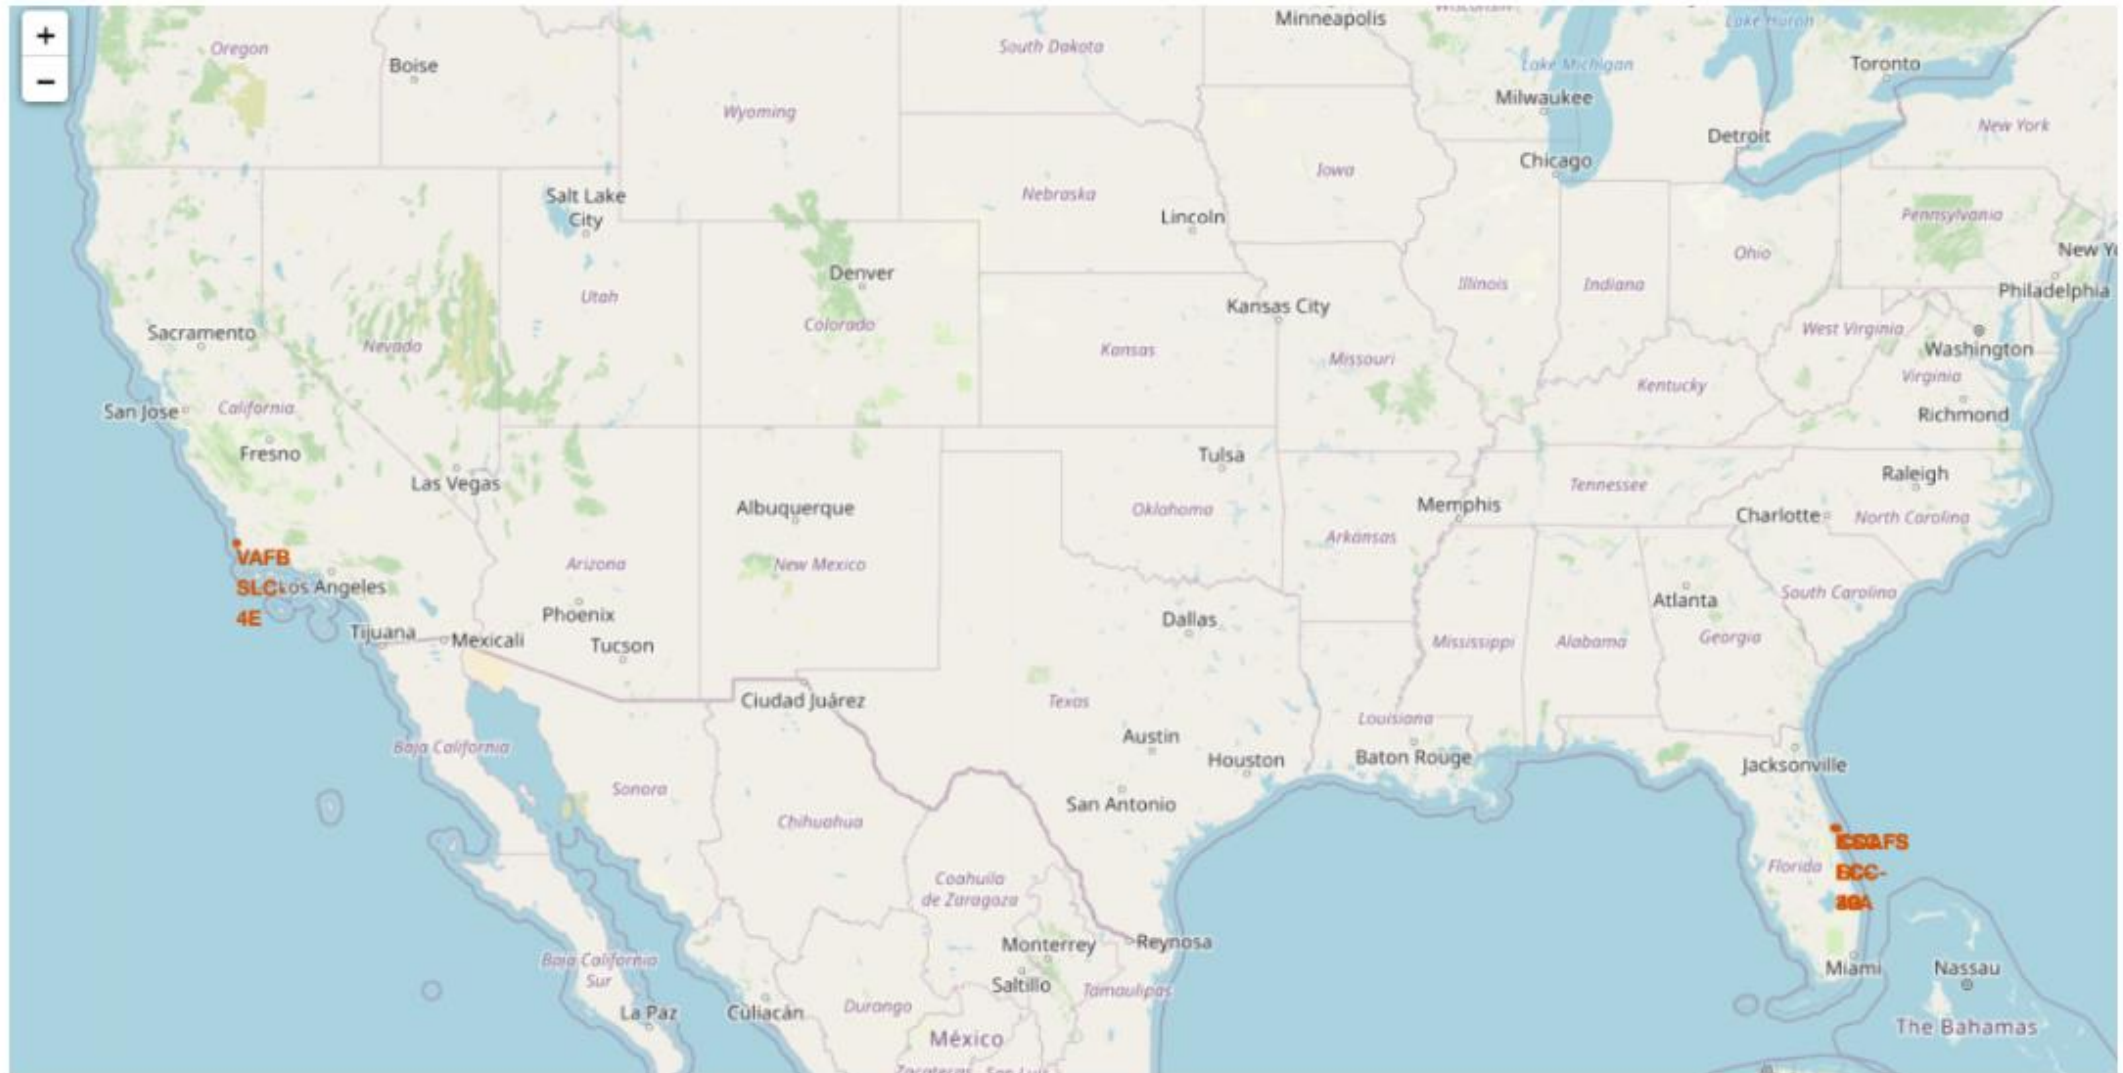 +
−
Oregon
Boise
South Dakota
Minneapolis
Wisconsin
Lake Huron
Toronto
Lake Michigan
Milwaukee
Wyoming
Detroit
New York
Chicago
Iowa
Nebraska
Salt Lake
City
Lincoln
Pennsylvania
Denver
Ohio
Philadelphia
Utah
Illinois
Indiana
Kansas City
Colorado
Sacramento
Nevada
Kansas
Missouri
West Virginia
Washington
Virginia
Kentucky
San Jose
California
Richmond
Fresno
Las Vegas
Tulsa
Raleigh
Tennessee
Albuquerque
Oklahoma
Memphis
Charlotte
North Carolina
Arkansas
VAFB
SLC-
4E
Los Angeles
Arizona
New Mexico
Phoenix
Dallas
Atlanta
South Carolina
Tijuana
Mexicali
Tucson
Mississippi
Alabama
Georgia
Ciudad Juárez
Texas
Louisiana
Austin
Baja California
Houston
Baton Rouge
Jacksonville
Sonora
San Antonio
Chihuahua
Florida
Coahuila
de Zaragoza
Monterrey
Reynosa
Baja California
Sur
Saltillo
Tamaulipas
Miami
Nassau
La Paz
Culiacán
Durango
México
The Bahamas